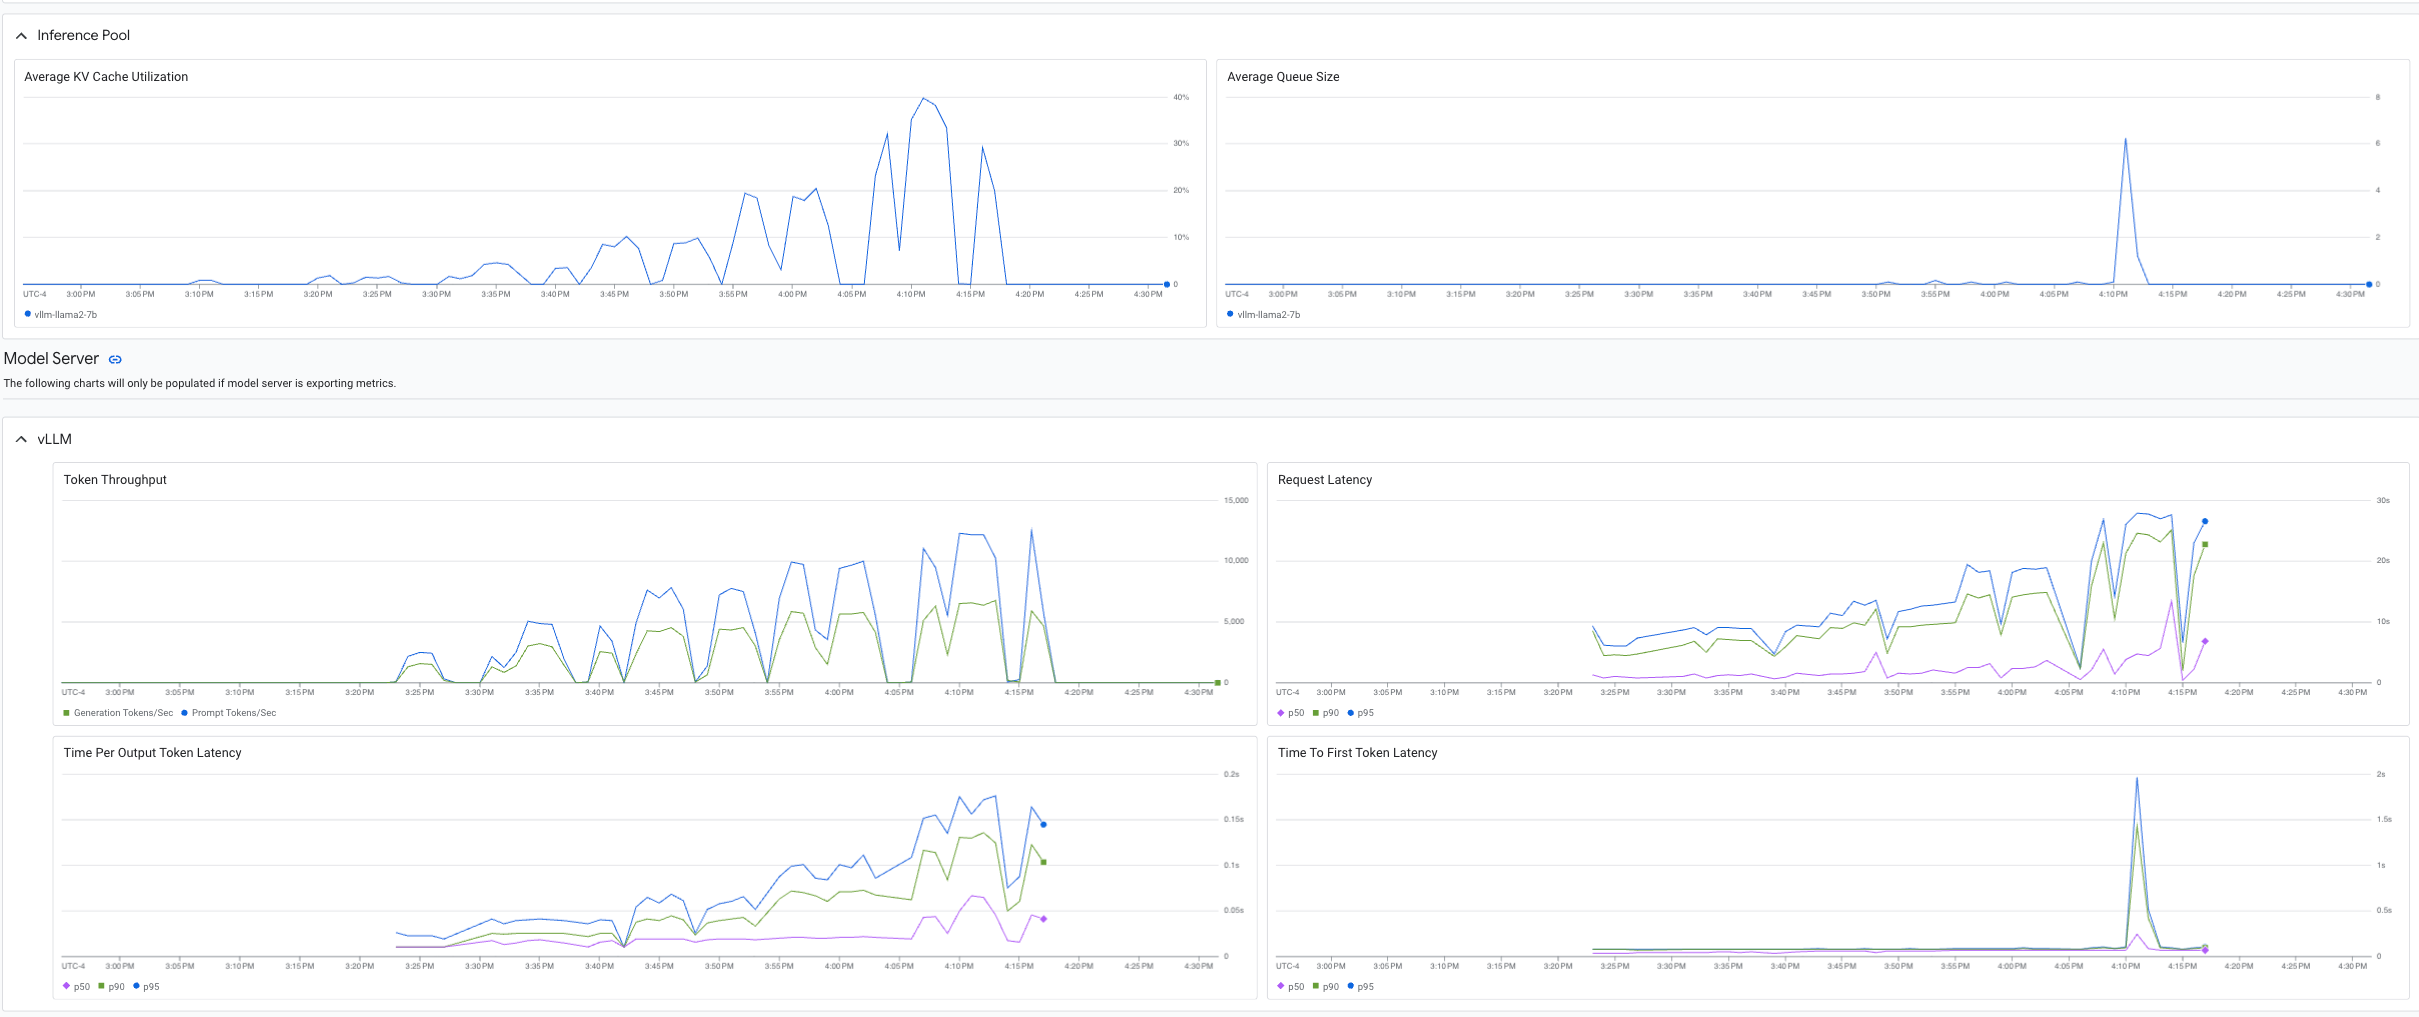 Inference Pool
Average KV Cache Utilization
40%
30%
20%
10%
0
UTC-4 3:00 PM 3:05 PM 3:10 PM 3:15 PM 3:20 PM 3:25 PM 3:30 PM 3:35 PM 3:40 PM 3:45 PM 3:50 PM 3:55 PM 4:00 PM 4:05 PM 4:10 PM 4:15 PM 4:20 PM 4:25 PM 4:30 PM
vllm-llama2-7b
Average Queue Size
8
6
4
2
0
UTC-4 3:00 PM 3:05 PM 3:10 PM 3:15 PM 3:20 PM 3:25 PM 3:30 PM 3:35 PM 3:40 PM 3:45 PM 3:50 PM 3:55 PM 4:00 PM 4:05 PM 4:10 PM 4:15 PM 4:20 PM 4:25 PM 4:30 PM
vllm-llama2-7b
Model Server
The following charts will only be populated if model server is exporting metrics.
vLLM
Token Throughput
15,000
10,000
5,000
0
UTC-4 3:00 PM 3:05 PM 3:10 PM 3:15 PM 3:20 PM 3:25 PM 3:30 PM 3:35 PM 3:40 PM 3:45 PM 3:50 PM 3:55 PM 4:00 PM 4:05 PM 4:10 PM 4:15 PM 4:20 PM 4:25 PM 4:30 PM
Generation Tokens/Sec Prompt Tokens/Sec
Request Latency
30s
20s
10s
0
UTC-4 3:00 PM 3:05 PM 3:10 PM 3:15 PM 3:20 PM 3:25 PM 3:30 PM 3:35 PM 3:40 PM 3:45 PM 3:50 PM 3:55 PM 4:00 PM 4:05 PM 4:10 PM 4:15 PM 4:20 PM 4:25 PM 4:30 PM
p50 p90 p95
Time Per Output Token Latency
0.2s
0.15s
0.1s
0.05s
0
UTC-4 3:00 PM 3:05 PM 3:10 PM 3:15 PM 3:20 PM 3:25 PM 3:30 PM 3:35 PM 3:40 PM 3:45 PM 3:50 PM 3:55 PM 4:00 PM 4:05 PM 4:10 PM 4:15 PM 4:20 PM 4:25 PM 4:30 PM
p50 p90 p95
Time To First Token Latency
2s
1.5s
1s
0.5s
0
UTC-4 3:00 PM 3:05 PM 3:10 PM 3:15 PM 3:20 PM 3:25 PM 3:30 PM 3:35 PM 3:40 PM 3:45 PM 3:50 PM 3:55 PM 4:00 PM 4:05 PM 4:10 PM 4:15 PM 4:20 PM 4:25 PM 4:30 PM
p50 p90 p95